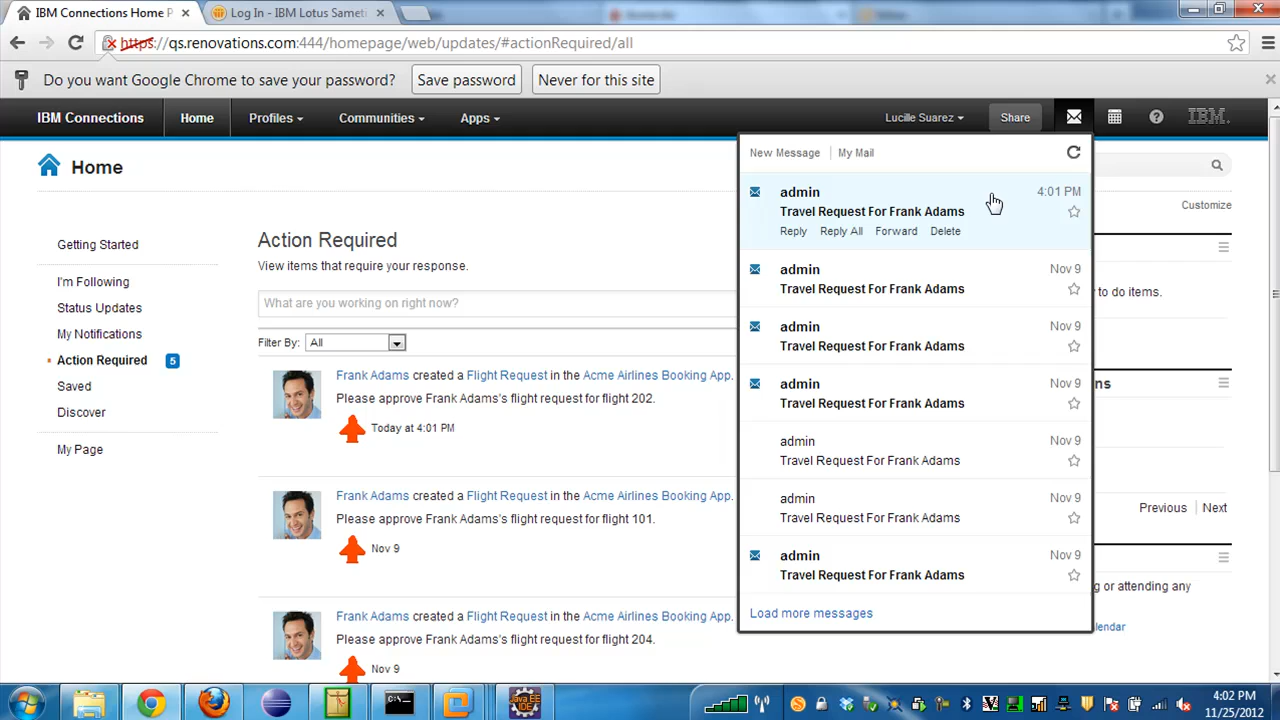 IBM Connections Home P
Log In - IBM Lotus Sameti
https://qs.renovations.com:444/homepage/web/updates/#actionRequired/all
Do you want Google Chrome to save your password?
Save password
Never for this site
IBM Connections
Home
Profiles
Communities
Apps
Lucille Suarez
Share
IBM.
Home
Customize
Getting Started
I'm Following
Status Updates
My Notifications
Action Required 5
Saved
Discover
My Page
Action Required
View items that require your response.
What are you working on right now?
Filter By: All
Frank Adams created a Flight Request in the Acme Airlines Booking App.
Please approve Frank Adams's flight request for flight 202.
Today at 4:01 PM
Frank Adams created a Flight Request in the Acme Airlines Booking App.
Please approve Frank Adams's flight request for flight 101.
Nov 9
Frank Adams created a Flight Request in the Acme Airlines Booking App.
Please approve Frank Adams's flight request for flight 204.
Nov 9
New Message
My Mail
admin 4:01 PM
Travel Request For Frank Adams
Reply Reply All Forward Delete
admin Nov 9
Travel Request For Frank Adams
admin Nov 9
Travel Request For Frank Adams
admin Nov 9
Travel Request For Frank Adams
admin Nov 9
Travel Request For Frank Adams
admin Nov 9
Travel Request For Frank Adams
admin Nov 9
Travel Request For Frank Adams
Load more messages
y to do items.
ns
Previous Next
ng or attending any
lendar
Java EE
IDE
4:02 PM
11/25/2012